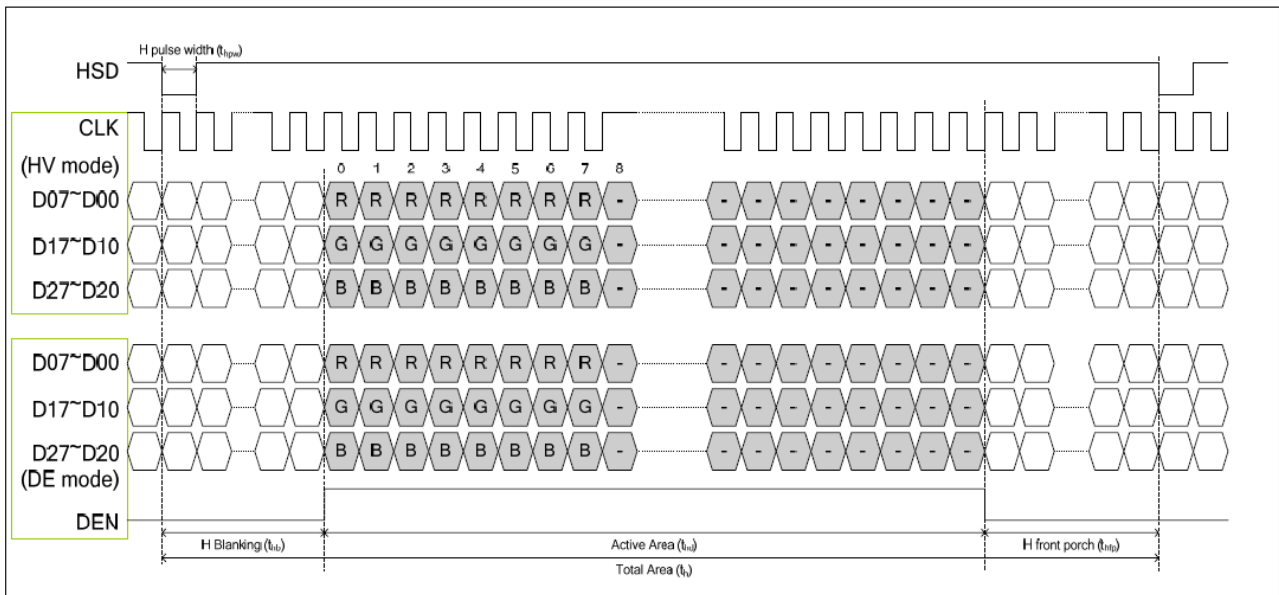 H pulse width (thpw)
HSD
CLK
(HV mode)
0 1 2 3 4 5 6 7 8
D07~D00 R R R R R R R R - - - - - - - - -
D17~D10 G G G G G G G G - - - - - - - - -
D27~D20 B B B B B B B B - - - - - - - - -
D07~D00 R R R R R R R R - - - - - - - - -
D17~D10 G G G G G G G G - - - - - - - - -
D27~D20 B B B B B B B B - - - - - - - - -
(DE mode)
DEN
H Blanking (thb) Active Area (thd) H front porch (thfp)
Total Area (th)